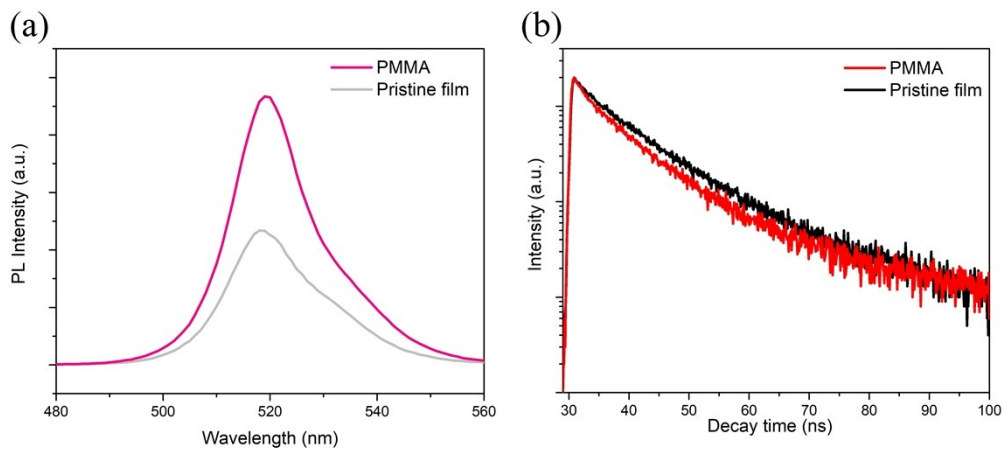 (a)
PMMA
Pristine film
PL Intensity (a.u.)
480
500
520
540
560
Wavelength (nm)
(b)
PMMA
Pristine film
Intensity (a.u.)
30
40
50
60
70
80
90
100
Decay time (ns)